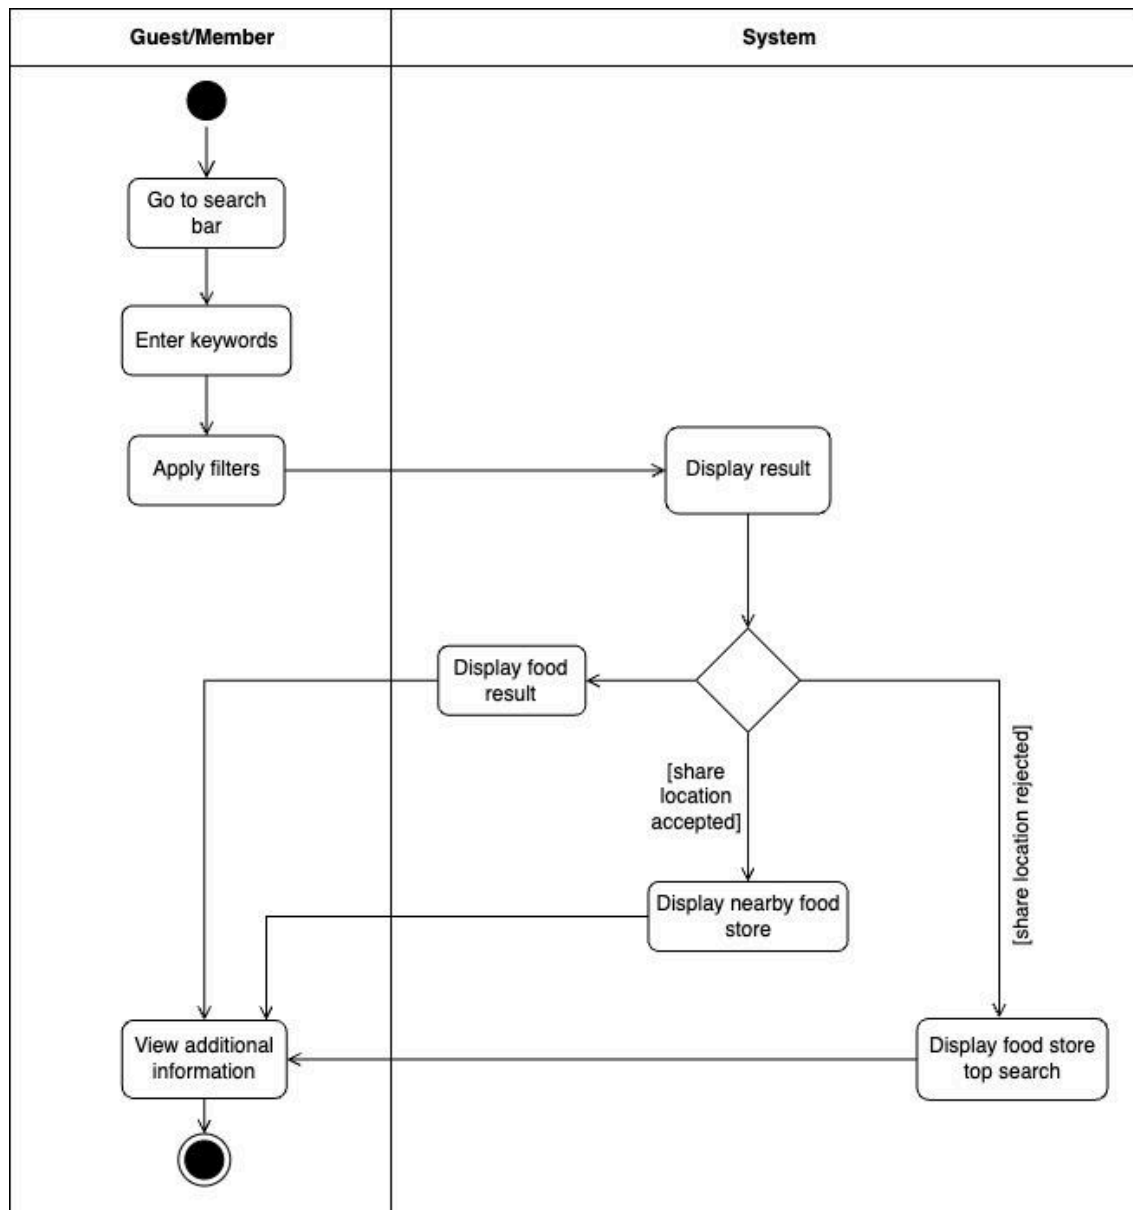 Guest/Member
System
Go to search
bar
Enter keywords
Apply filters
Display result
Display food
result
[share
location
accepted]
[share location rejected]
Display nearby food
store
View additional
information
Display food store
top search